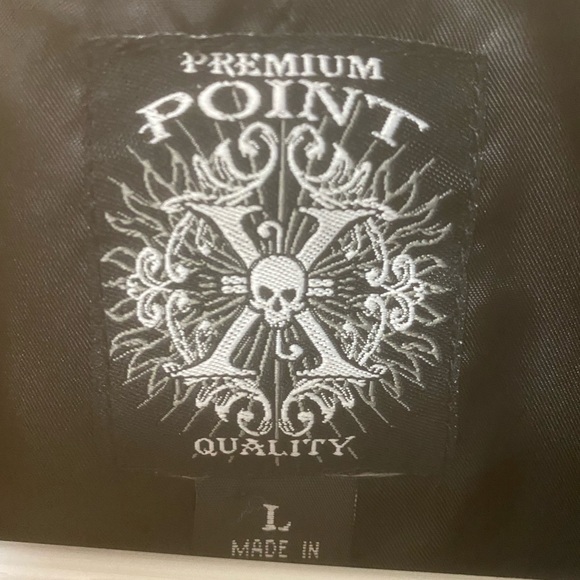 PREMIUM
POINT
X
QUALITY
L
MADE IN